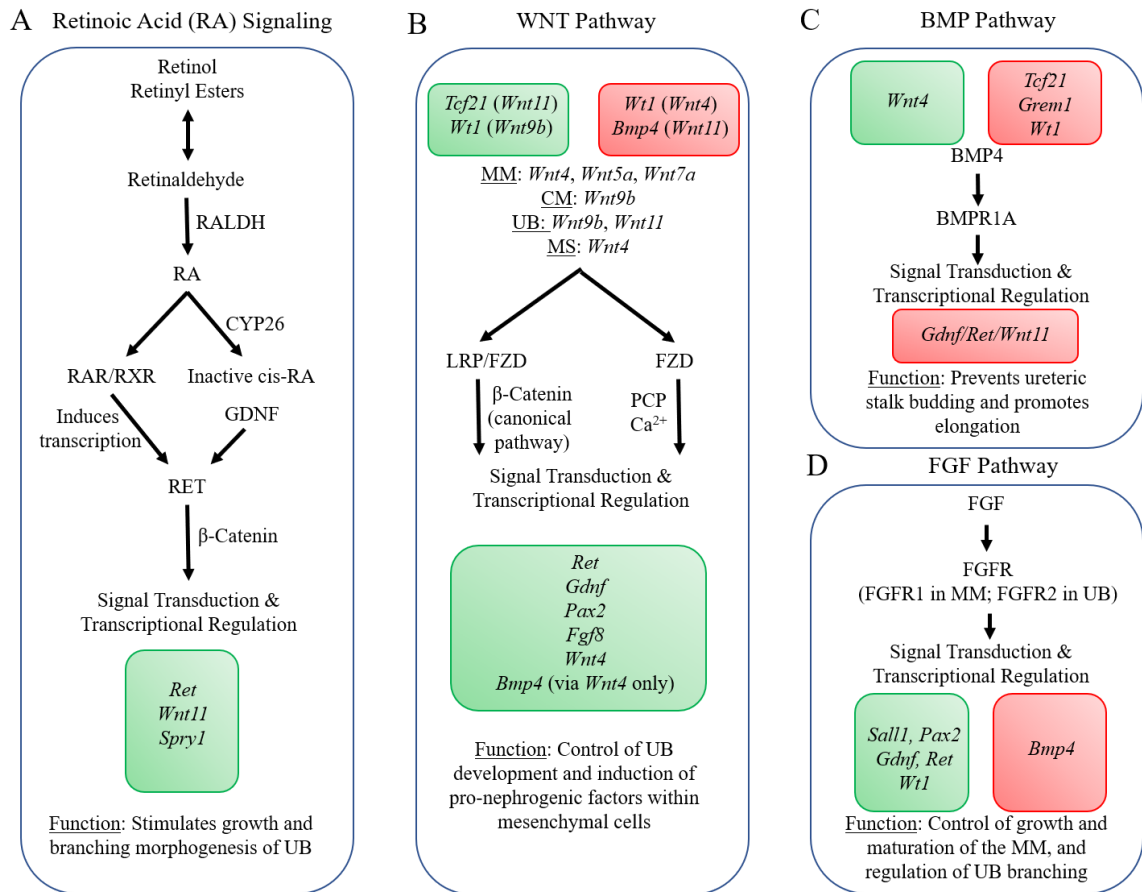 A Retinoic Acid (RA) Signaling
Retinol
Retinyl Esters
Retinaldehyde
RALDH
RA
CYP26
RAR/RXR
Inactive cis-RA
Induces
transcription
GDNF
RET
β-Catenin
Signal Transduction &
Transcriptional Regulation
Ret
Wnt11
Spry1
Function: Stimulates growth and
branching morphogenesis of UB
B WNT Pathway
Tcf21 (Wnt11)
Wt1 (Wnt9b)
Wt1 (Wnt4)
Bmp4 (Wnt11)
MM: Wnt4, Wnt5a, Wnt7a
CM: Wnt9b
UB: Wnt9b, Wnt11
MS: Wnt4
LRP/FZD
FZD
β-Catenin
(canonical
pathway)
PCP
Ca²⁺
Signal Transduction &
Transcriptional Regulation
Ret
Gdnf
Pax2
Fgf8
Wnt4
Bmp4 (via Wnt4 only)
Function: Control of UB
development and induction of
pro-nephrogenic factors within
mesenchymal cells
C BMP Pathway
Wnt4
Tcf21
Grem1
Wt1
BMP4
BMPR1A
Signal Transduction &
Transcriptional Regulation
Gdnf/Ret/Wnt11
Function: Prevents ureteric
stalk budding and promotes
elongation
D FGF Pathway
FGF
FGFR
(FGFR1 in MM; FGFR2 in UB)
Signal Transduction &
Transcriptional Regulation
Sall1, Pax2
Gdnf, Ret
Wt1
Bmp4
Function: Control of growth and
maturation of the MM, and
regulation of UB branching